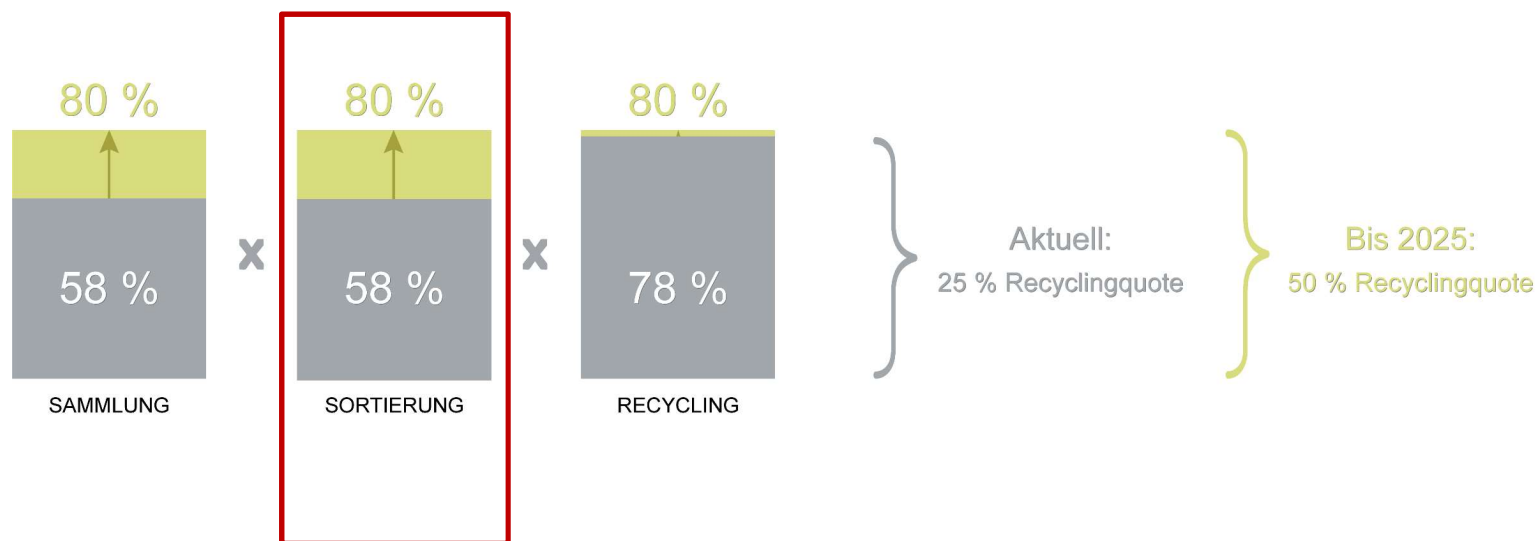 80 %
80 %
80 %
58 %
x
58 %
x
78 %
Aktuell:
25 % Recyclingquote
Bis 2025:
50 % Recyclingquote
SAMMLUNG
SORTIERUNG
RECYCLING